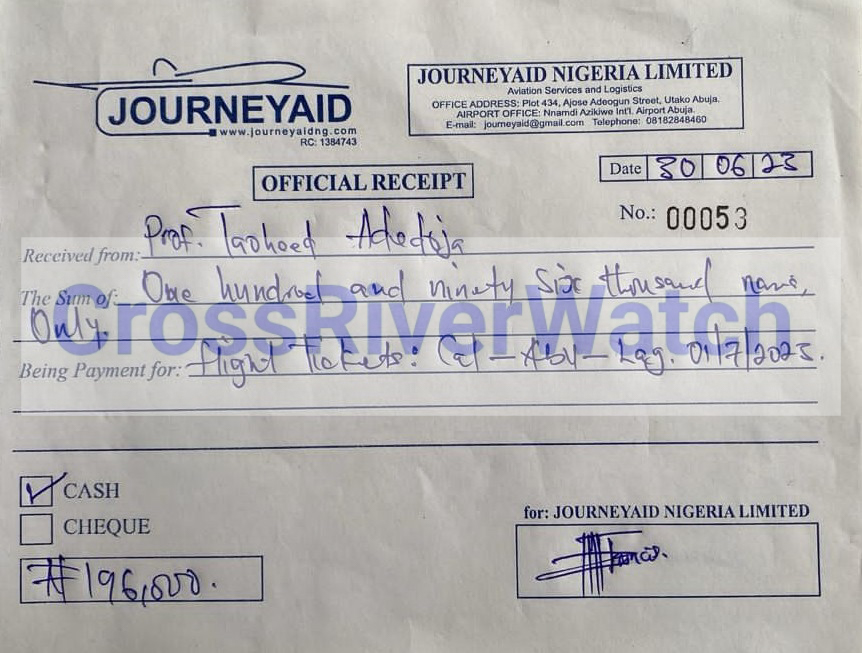 JOURNEYAID
www.journeyaidng.com
RC: 1384743
JOURNEYAID NIGERIA LIMITED
Aviation Services and Logistics
OFFICE ADDRESS: Plot 434, Ajose Adeogun Street, Utako Abuja.
AIRPORT OFFICE: Nnamdi Azikiwe Int'l. Airport Abuja.
E-mail: journeyaid@gmail.com Telephone: 08182848460
OFFICIAL RECEIPT
Date 30 06 23
No.: 00053
Received from: Prof. Taoheed Adedoja
The Sum of: One hundred and ninety six thousand naira,
Only.
CrossRiverWatch
Being Payment for: flight Tickets: Cal - Abv - Lag. 01/7/2023.
CASH
CHEQUE
₦196,000.
for: JOURNEYAID NIGERIA LIMITED